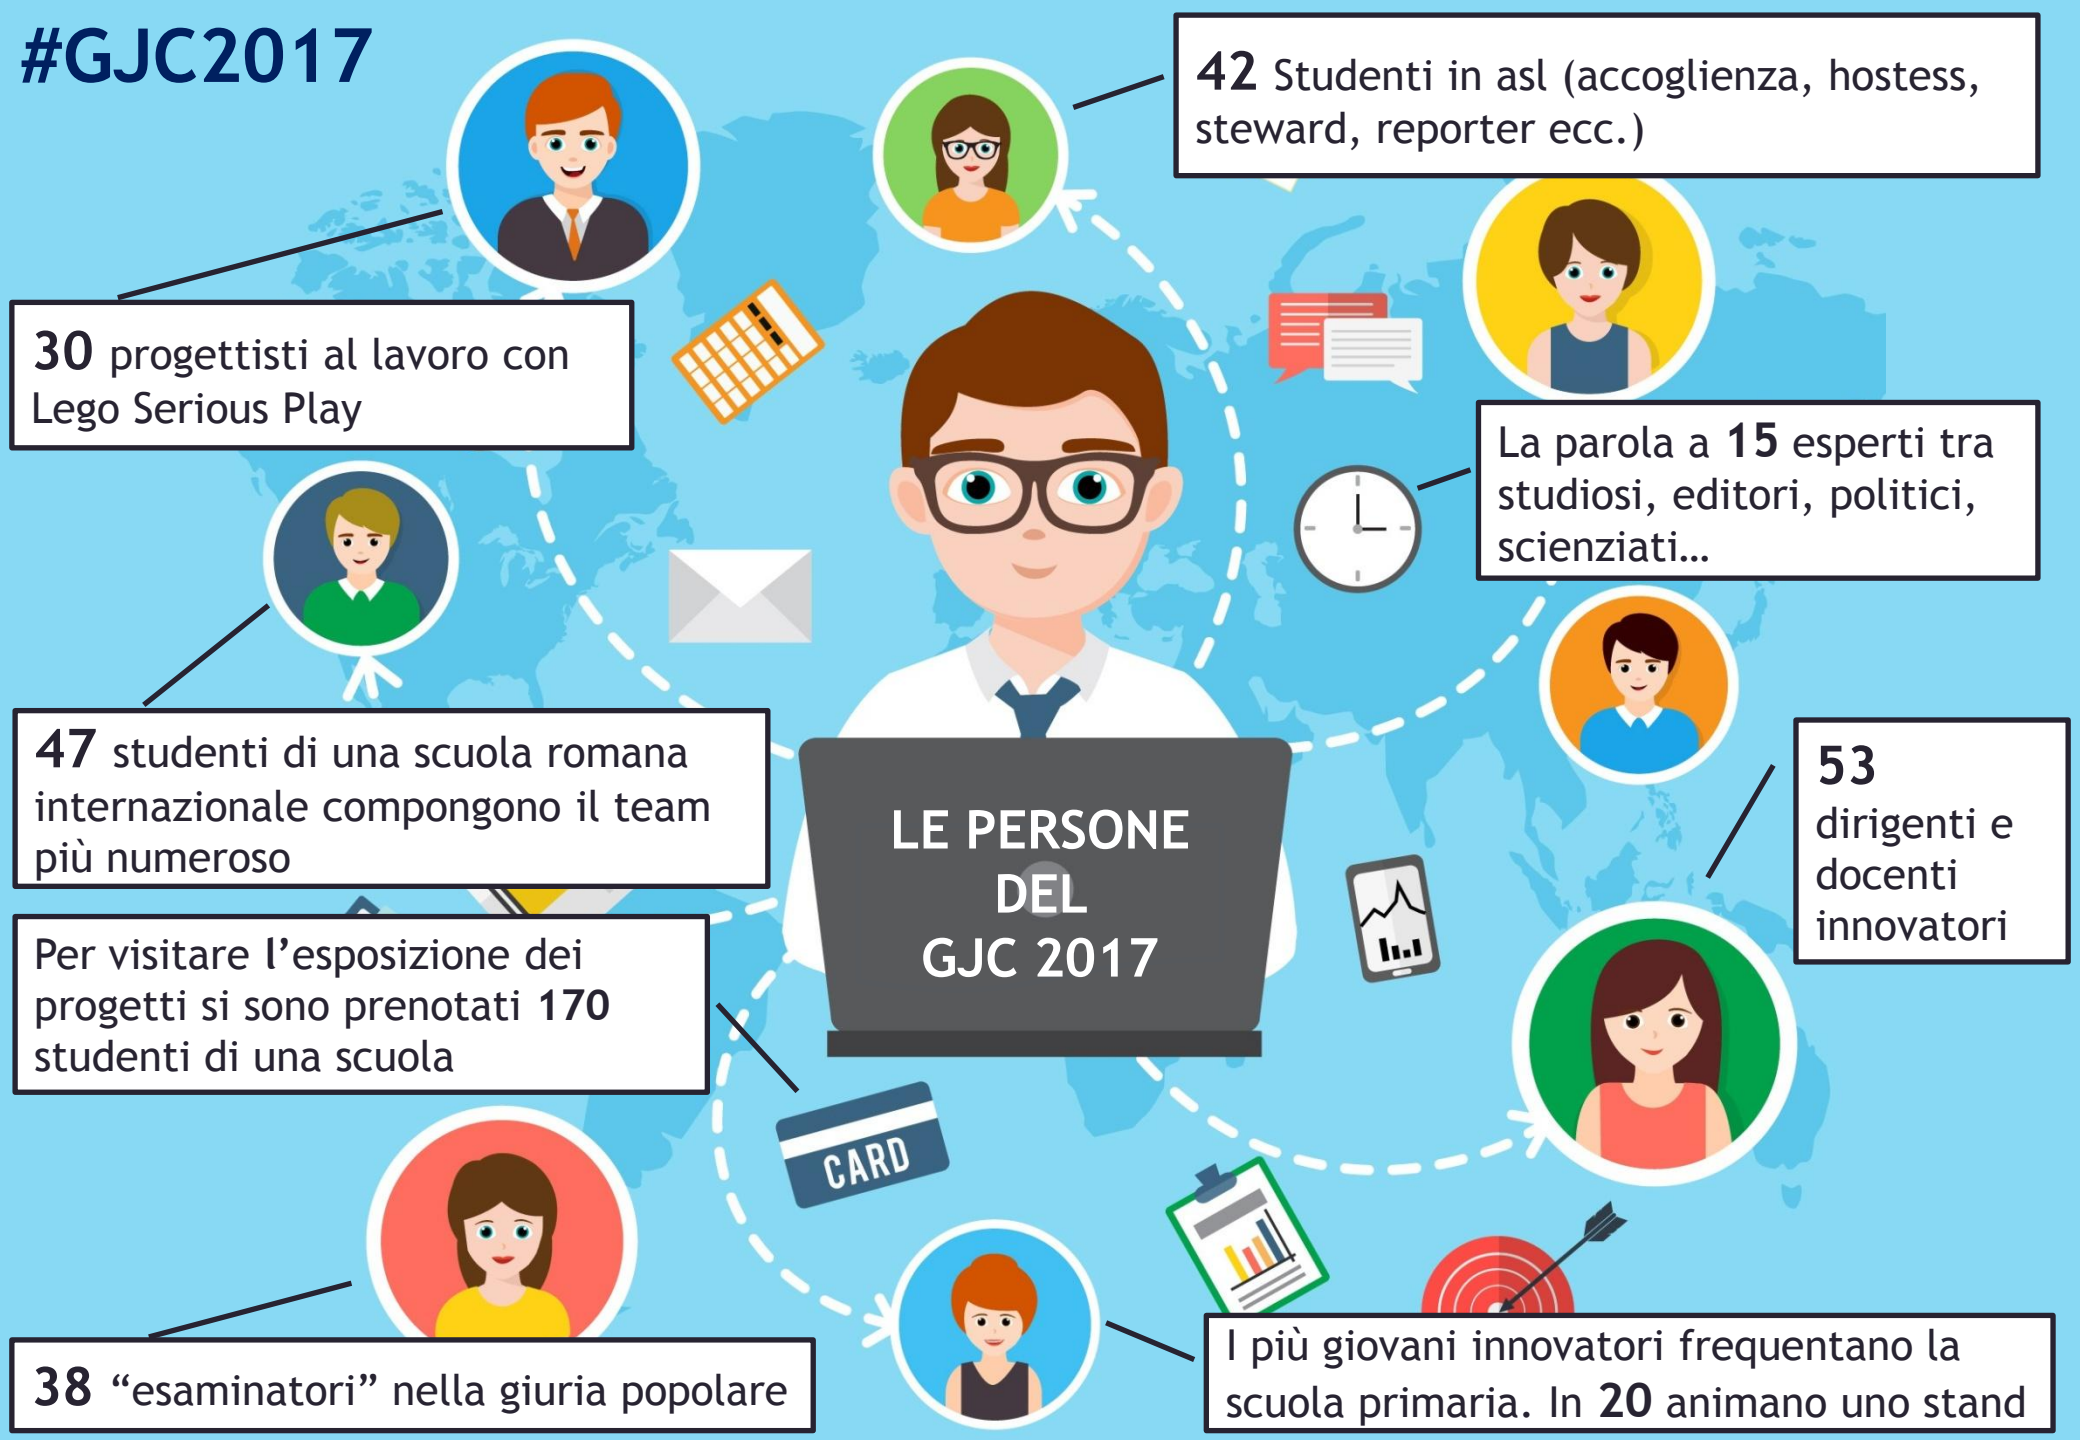 #GJC2017
42 Studenti in asl (accoglienza, hostess,
steward, reporter ecc.)
30 progettisti al lavoro con
Lego Serious Play
La parola a 15 esperti tra
studiosi, editori, politici,
scienziati…
47 studenti di una scuola romana
internazionale compongono il team
più numeroso
53
dirigenti e
docenti
innovatori
LE PERSONE
DEL
GJC 2017
Per visitare l’esposizione dei
progetti si sono prenotati 170
studenti di una scuola
CARD
38 “esaminatori” nella giuria popolare
I più giovani innovatori frequentano la
scuola primaria. In 20 animano uno stand